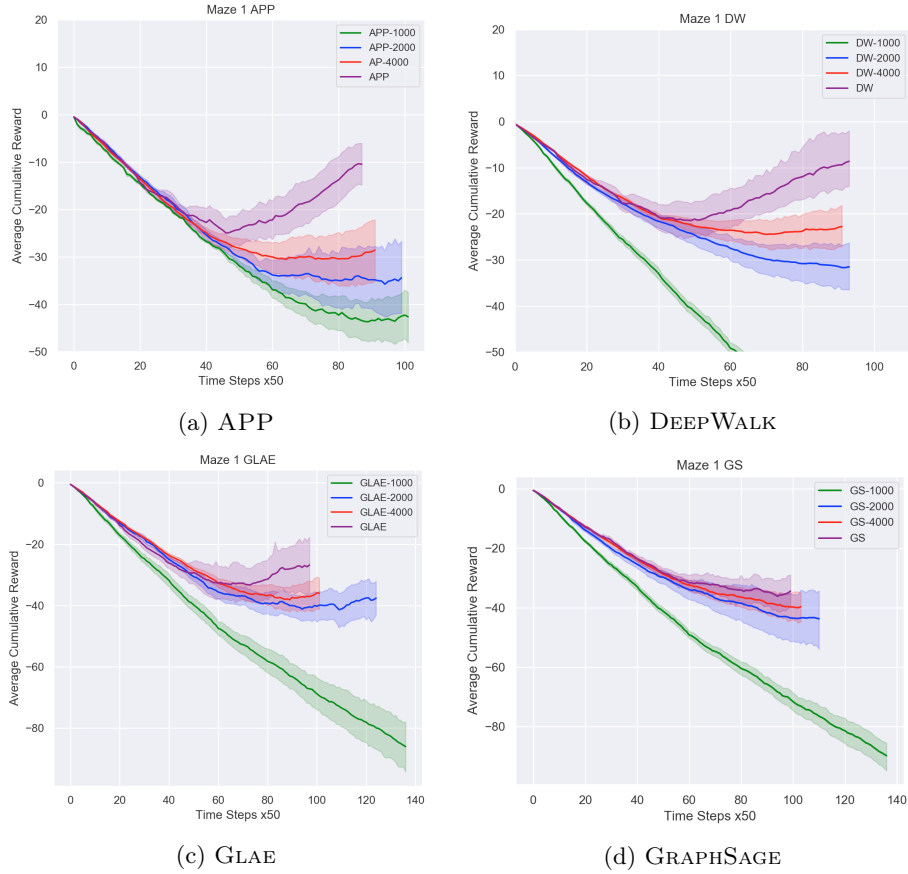 Maze 1 APP
20
10
0
−10
−20
−30
−40
−50
Average Cumulative Reward
0 20 40 60 80 100
Time Steps x50
APP-1000
APP-2000
AP-4000
APP
(a) APP
Maze 1 DW
20
10
0
−10
−20
−30
−40
−50
Average Cumulative Reward
0 20 40 60 80 100
Time Steps x50
DW-1000
DW-2000
DW-4000
DW
(b) DEEPWALK
Maze 1 GLAE
0
−20
−40
−60
−80
Average Cumulative Reward
0 20 40 60 80 100 120 140
Time Steps x50
GLAE-1000
GLAE-2000
GLAE-4000
GLAE
(c) GLAE
Maze 1 GS
0
−20
−40
−60
−80
Average Cumulative Reward
0 20 40 60 80 100 120 140
Time Steps x50
GS-1000
GS-2000
GS-4000
GS
(d) GRAPHSAGE